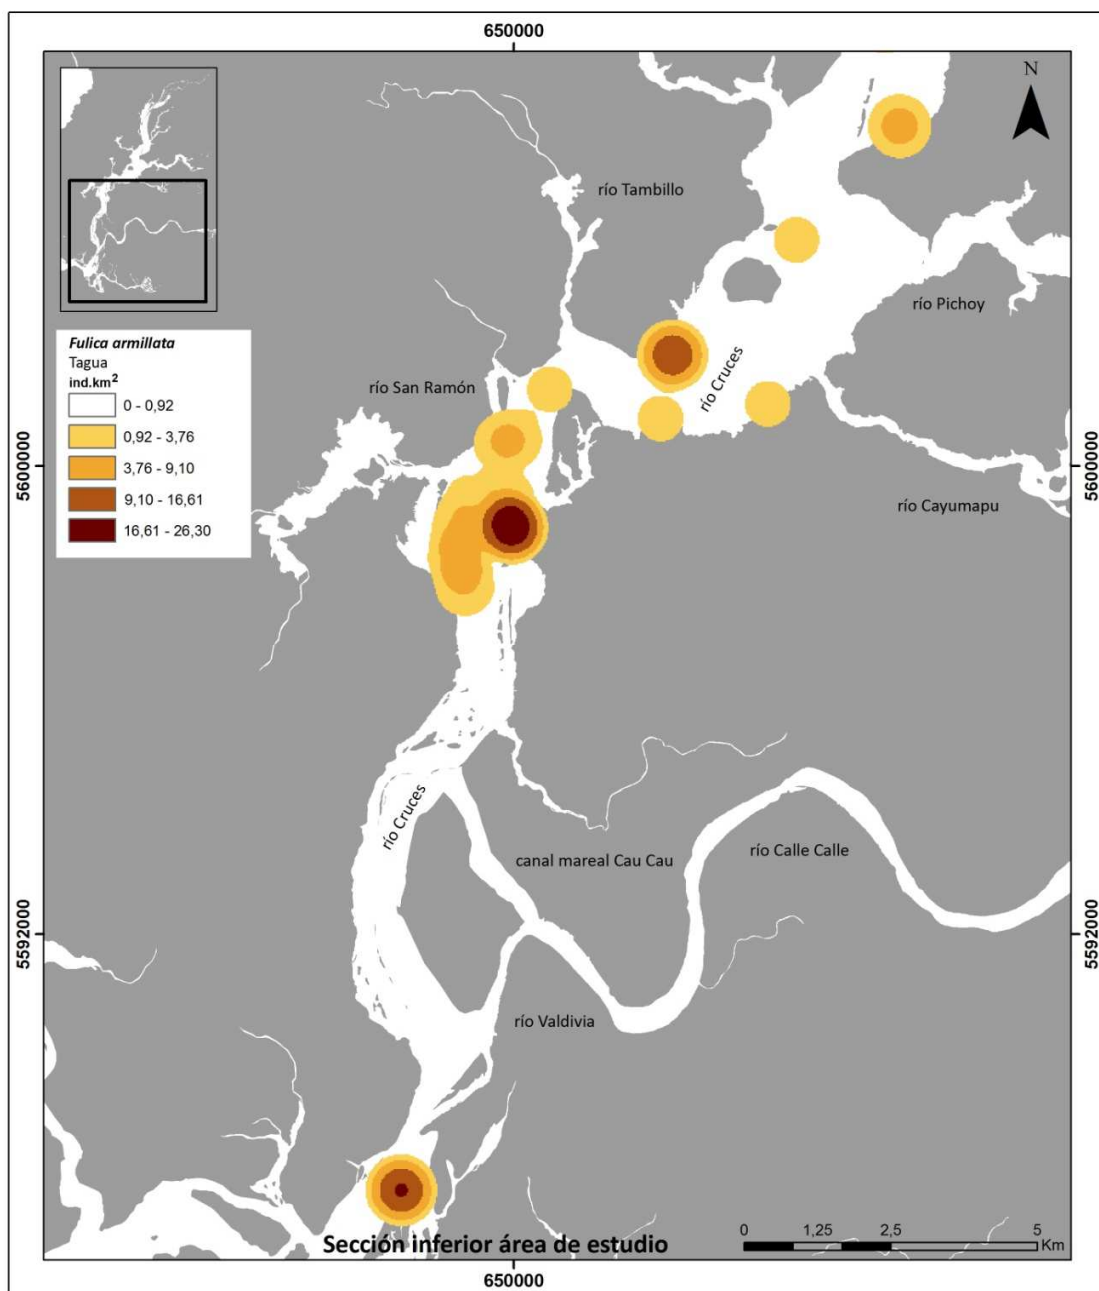 650000
N
río Tambillo
río Pichoy
Fulica armillata
Tagua
ind.km²
0 - 0,92
0,92 - 3,76
3,76 - 9,10
9,10 - 16,61
16,61 - 26,30
río San Ramón
río Cruces
5600000
5600000
río Cayumapu
río Cruces
canal mareal Cau Cau
río Calle Calle
5592000
5592000
río Valdivia
Sección inferior área de estudio
0 1,25 2,5 5
Km
650000